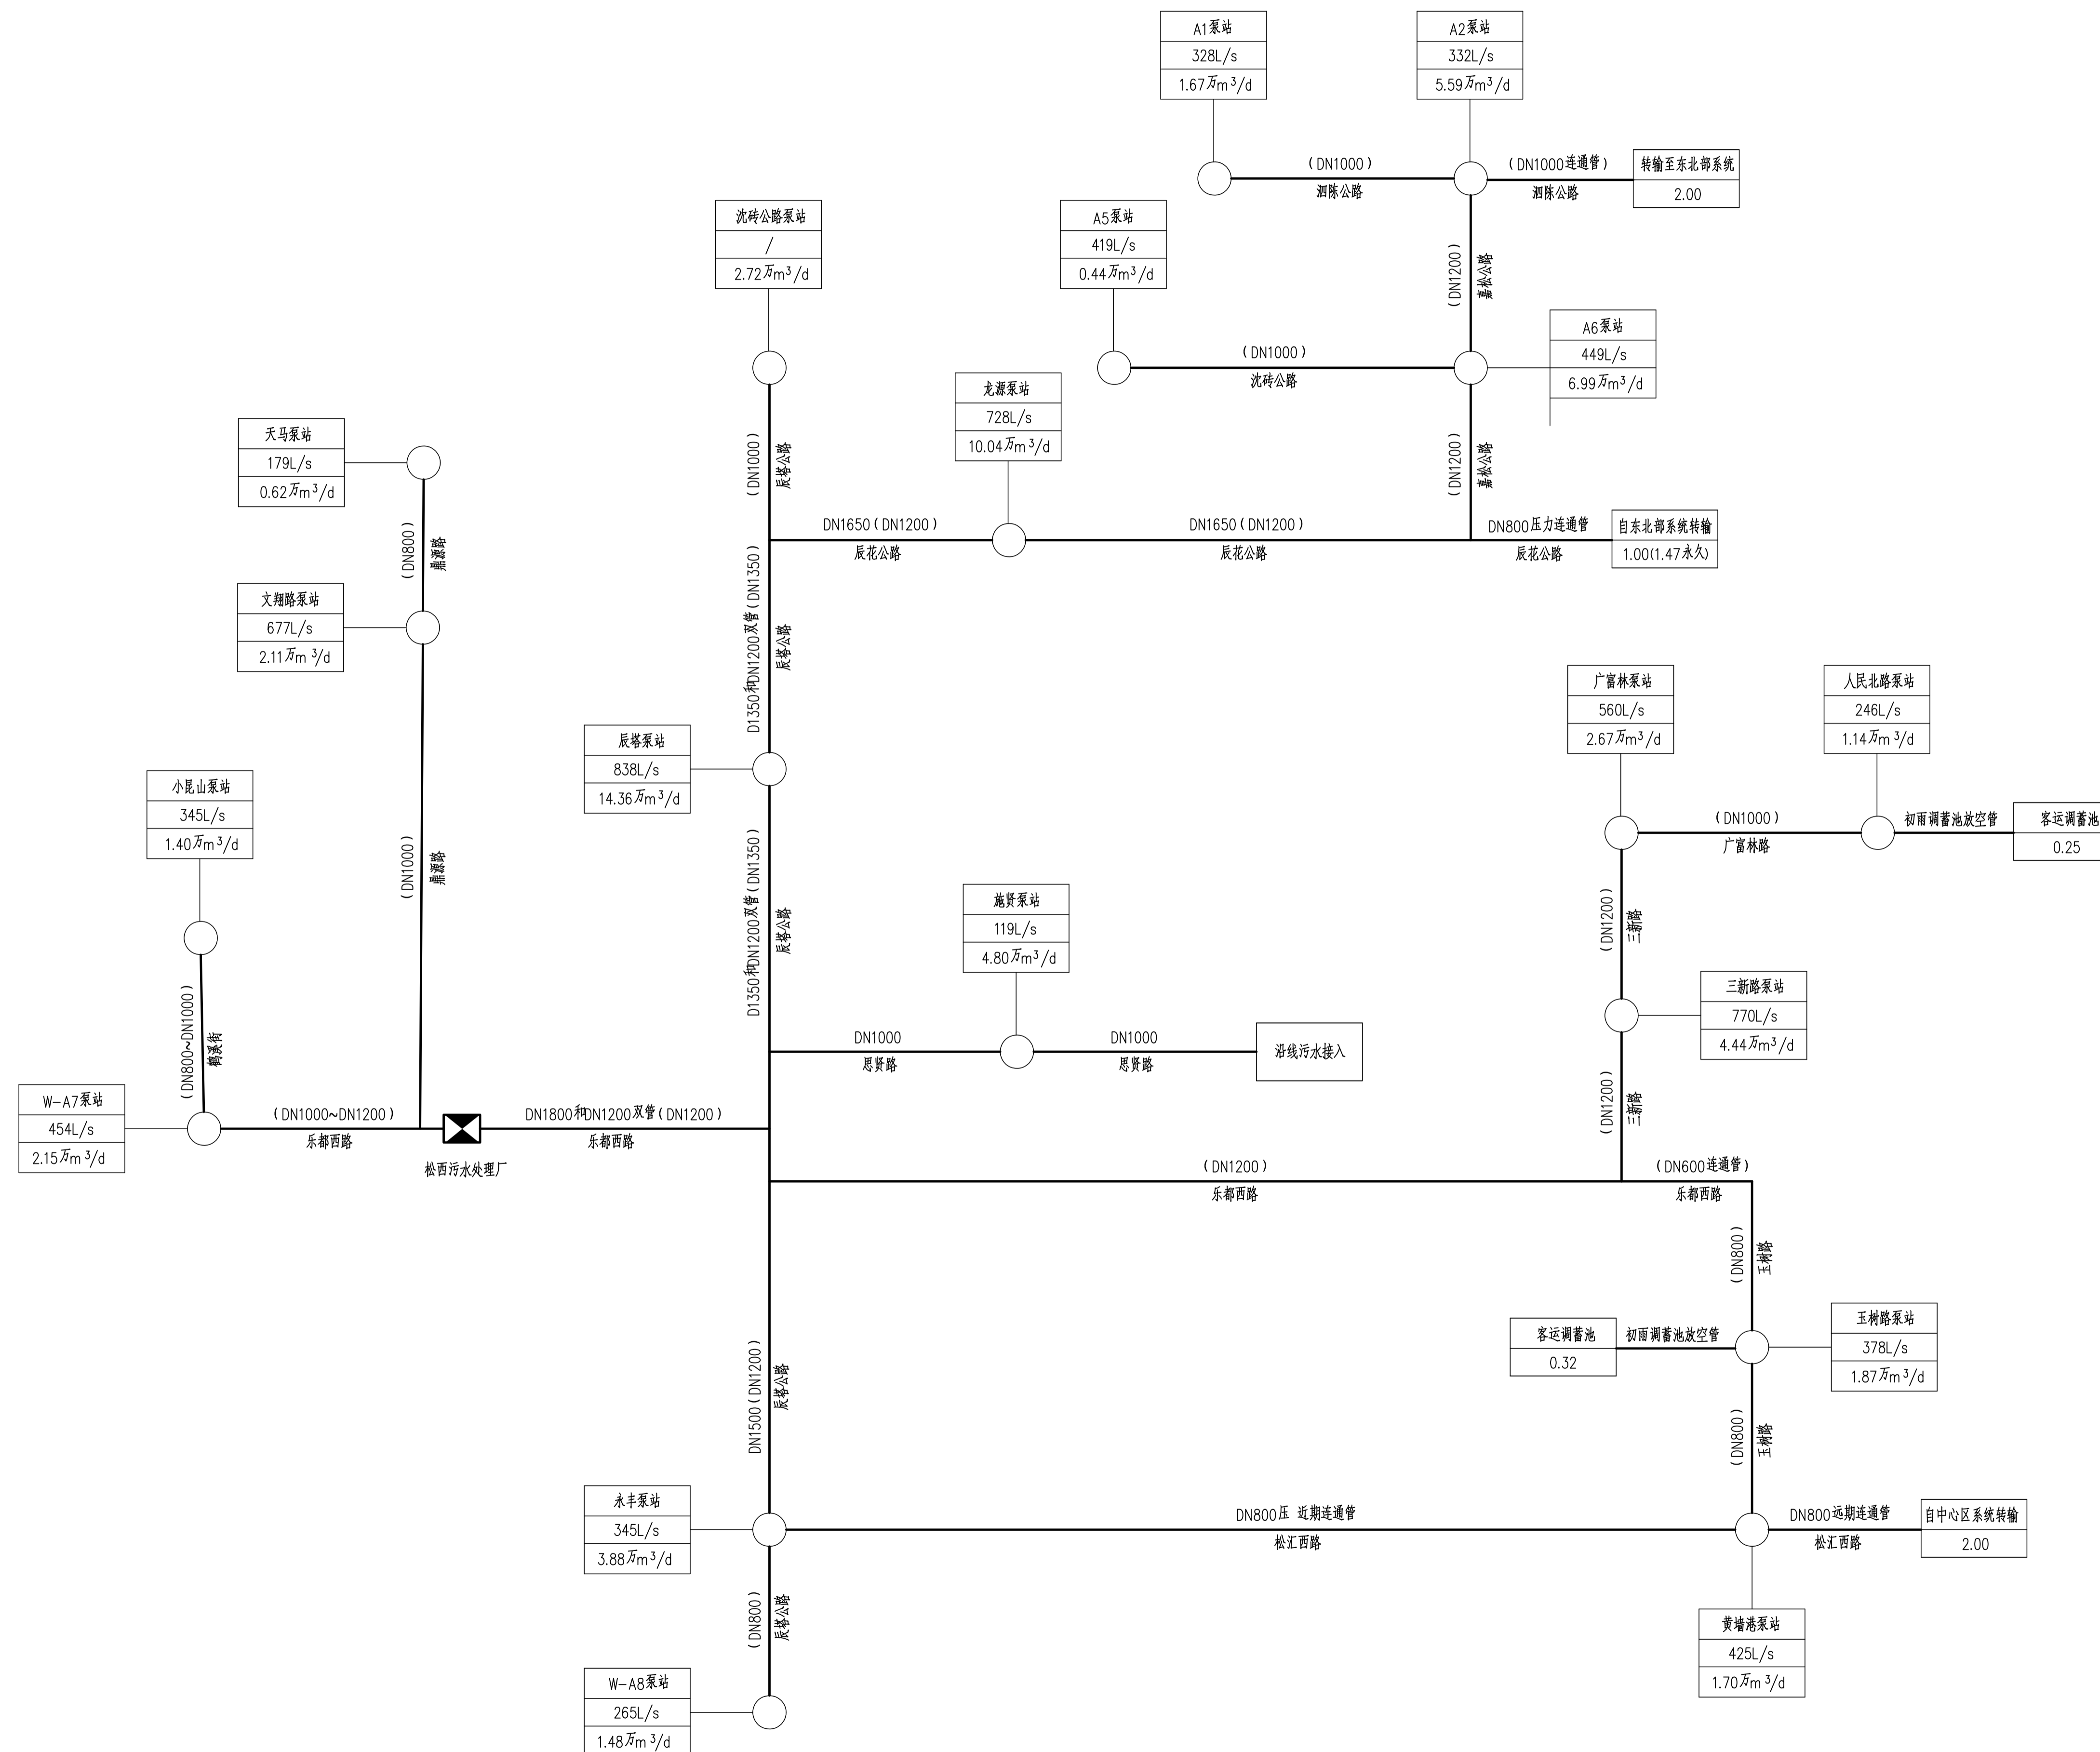 A1泵站
328L/s
1.67万m³/d
A2泵站
332L/s
5.59万m³/d
(DN1000)
泗陈公路
(DN1000连通管)
泗陈公路
转输至东北部系统
2.00
沈砖公路泵站
/
2.72万m³/d
A5泵站
419L/s
0.44万m³/d
(DN1200)
嘉松公路
A6泵站
449L/s
6.99万m³/d
(DN1000)
沈砖公路
龙源泵站
728L/s
10.04万m³/d
天马泵站
179L/s
0.62万m³/d
(DN1000)
辰塔公路
(DN1200)
嘉松公路
DN1650(DN1200)
辰花公路
DN1650(DN1200)
辰花公路
DN800压力连通管
辰花公路
自东北部系统转输
1.00(1.47永久)
(DN800)
鼎源路
文翔路泵站
677L/s
2.11万m³/d
D1350和DN1200双管(DN1350)
辰塔公路
辰塔泵站
838L/s
14.36万m³/d
广富林泵站
560L/s
2.67万m³/d
人民北路泵站
246L/s
1.14万m³/d
小昆山泵站
345L/s
1.40万m³/d
(DN1000)
鼎源路
(DN1000)
广富林路
初雨调蓄池放空管
客运调蓄池
0.25
D1350和DN1200双管(DN1350)
辰塔公路
施贤泵站
119L/s
4.80万m³/d
(DN1200)
三新路
三新路泵站
770L/s
4.44万m³/d
(DN800~DN1000)
鹤溪街
DN1000
思贤路
DN1000
思贤路
沿线污水接入
(DN1200)
三新路
W-A7泵站
454L/s
2.15万m³/d
(DN1000~DN1200)
乐都西路
松西污水处理厂
DN1800和DN1200双管(DN1200)
乐都西路
(DN1200)
乐都西路
(DN600连通管)
乐都西路
(DN800)
玉树路
客运调蓄池
0.32
初雨调蓄池放空管
玉树路泵站
378L/s
1.87万m³/d
DN1500(DN1200)
辰塔公路
(DN800)
玉树路
永丰泵站
345L/s
3.88万m³/d
DN800压 近期连通管
松汇西路
DN800远期连通管
松汇西路
自中心区系统转输
2.00
(DN800)
辰塔公路
黄墙港泵站
425L/s
1.70万m³/d
W-A8泵站
265L/s
1.48万m³/d